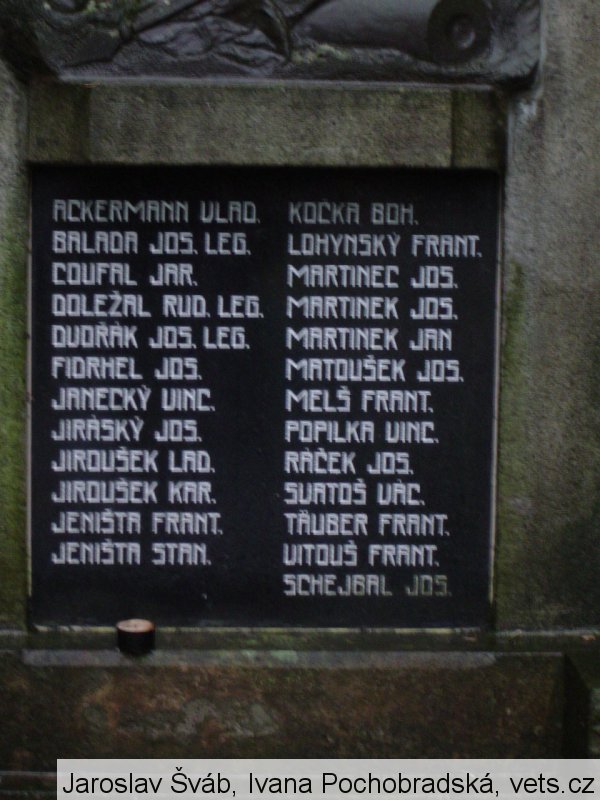 ACKERMANN VLAD.
BALADA JOS. LEG.
COUFAL JAR.
DOLEŽAL RUD. LEG.
DVOŘÁK JOS. LEG.
FIDRHEL JOS.
JANECKÝ VINC.
JIRÁSKÝ JOS.
JIROUŠEK LAD.
JIROUŠEK KAR.
JENIŠTA FRANT.
JENIŠTA STAN.
KOČKA BOH.
LOHYNSKÝ FRANT.
MARTINEC JOS.
MARTINEK JOS.
MARTINEK JAN
MATOUŠEK JOS.
MELŠ FRANT.
POPILKA VINC.
RÁČEK JOS.
SVATOŠ VÁC.
TÄUBER FRANT.
VITOUŠ FRANT.
SCHEJBAL JOS.
Jaroslav Šváb, Ivana Pochobradská, vets.cz